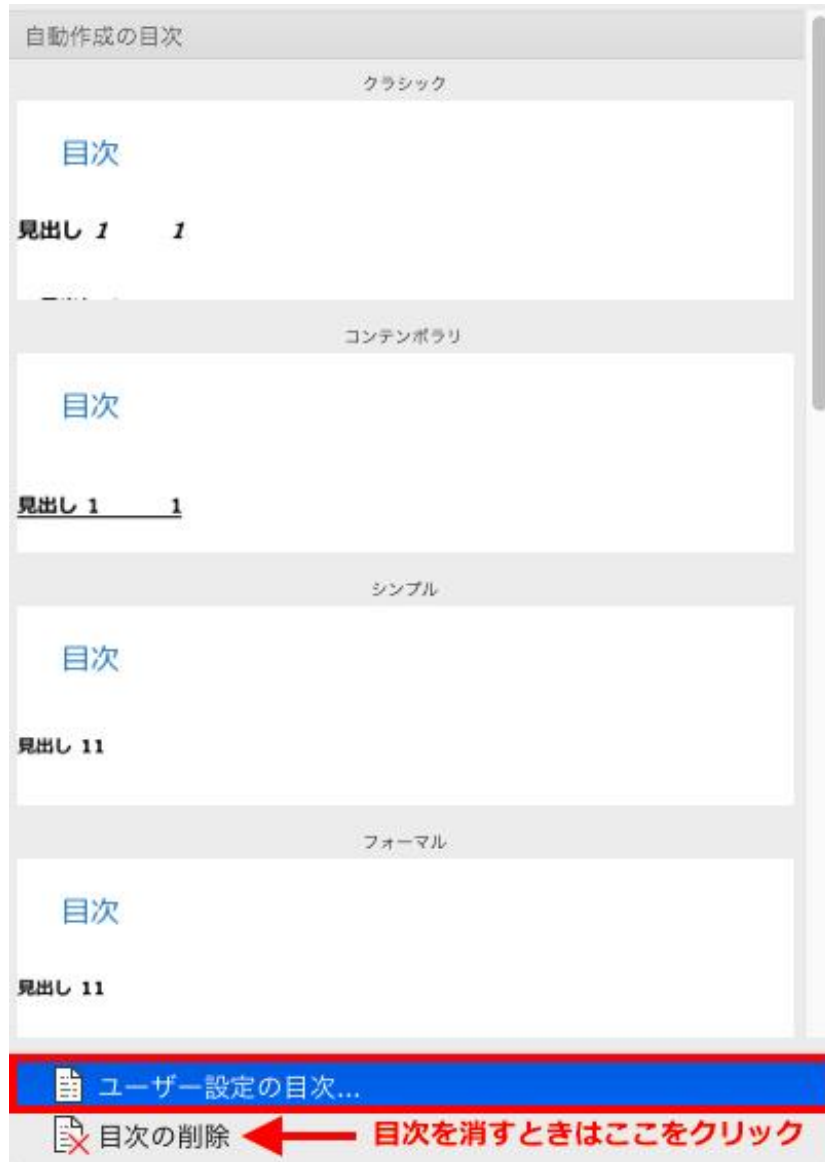 自動作成の目次
クラシック
目次
見出し 1 1
コンテンポラリ
目次
見出し 1 1
シンプル
目次
見出し 11
フォーマル
目次
見出し 11
ユーザー設定の目次...
目次の削除 目次を消すときはここをクリック